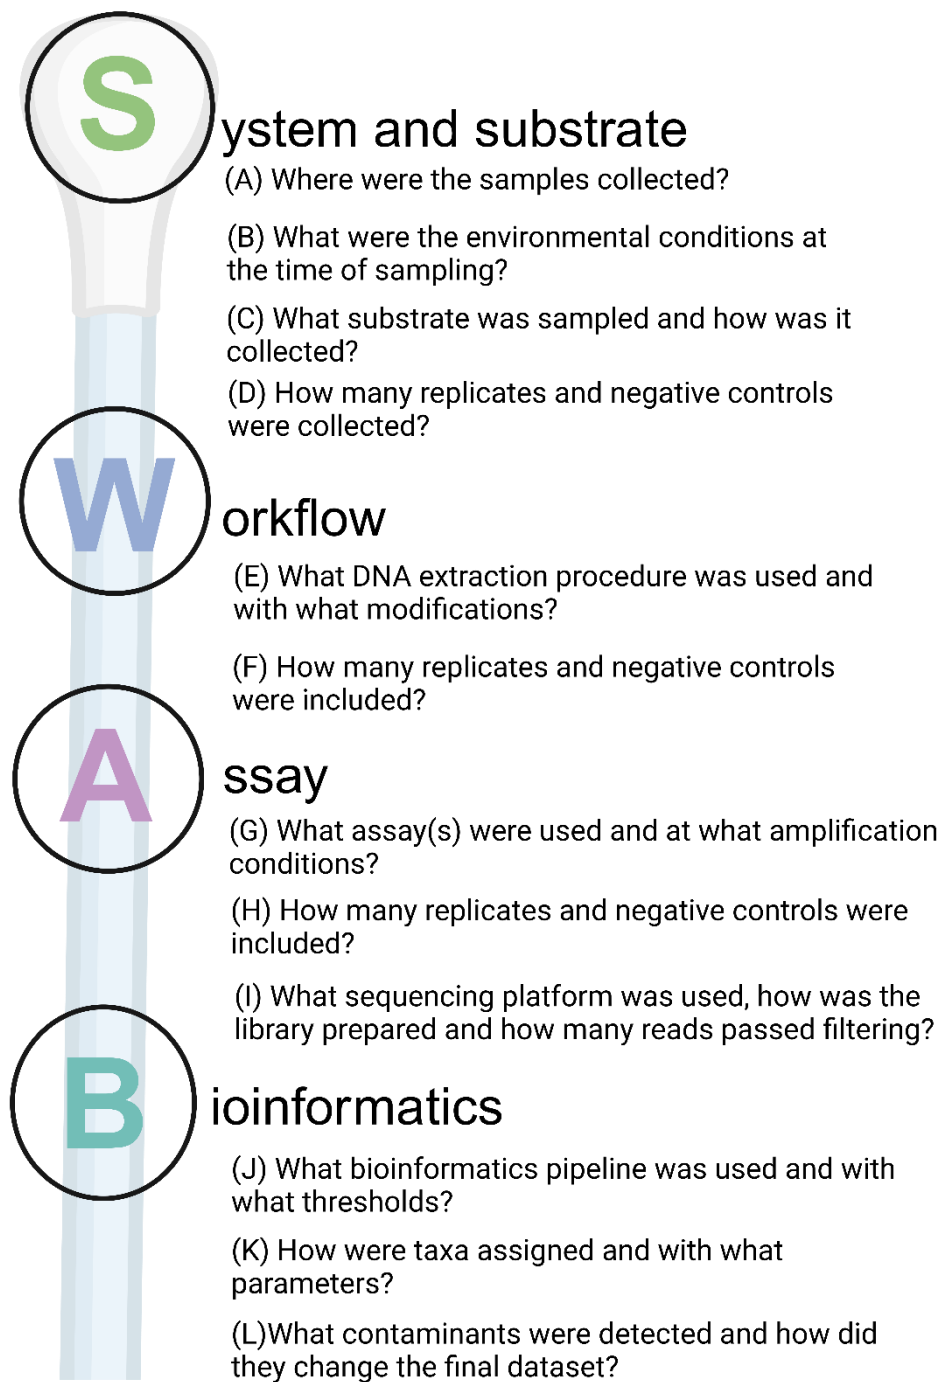 System and substrate
(A) Where were the samples collected?
(B) What were the environmental conditions at
the time of sampling?
(C) What substrate was sampled and how was it
collected?
(D) How many replicates and negative controls
were collected?
Workflow
(E) What DNA extraction procedure was used and
with what modifications?
(F) How many replicates and negative controls
were included?
Assay
(G) What assay(s) were used and at what amplification
conditions?
(H) How many replicates and negative controls were
included?
(I) What sequencing platform was used, how was the
library prepared and how many reads passed filtering?
Bioinformatics
(J) What bioinformatics pipeline was used and with
what thresholds?
(K) How were taxa assigned and with what
parameters?
(L)What contaminants were detected and how did
they change the final dataset?